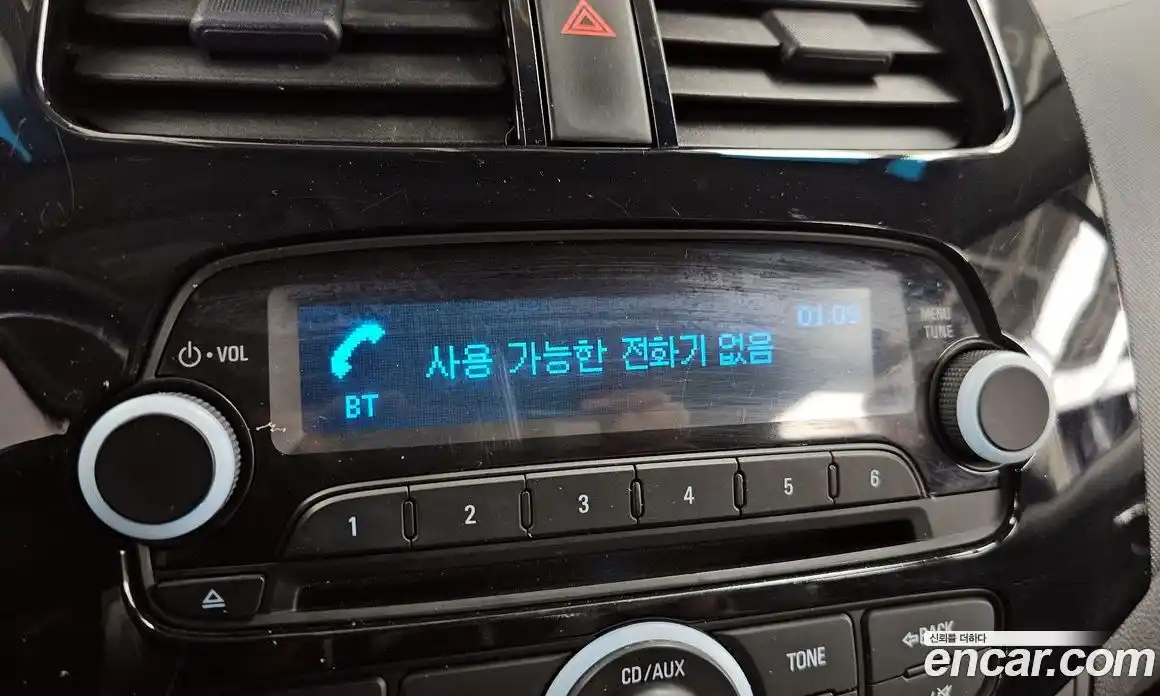 VOL
MENU
TUNE
01:09
사용 가능한 전화기 없음
BT
1 2 3 4 5 6
CD/AUX
TONE
BACK
신뢰를 더하다
encar.com